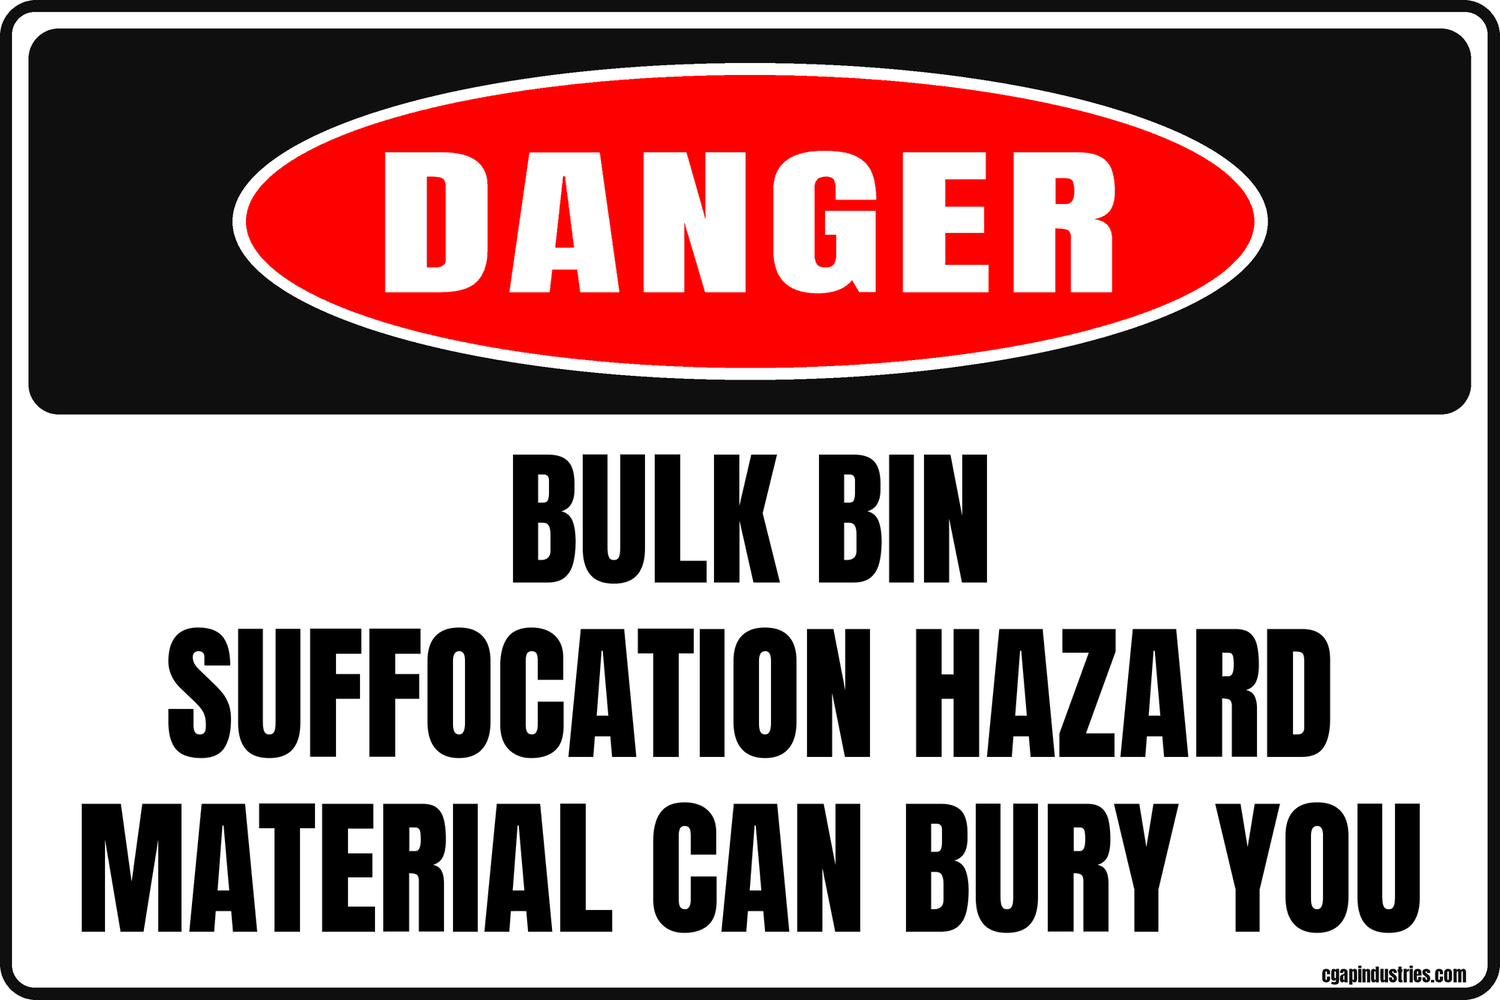 DANGER
BULK BIN
SUFFOCATION HAZARD
MATERIAL CAN BURY YOU
cgapindustries.com